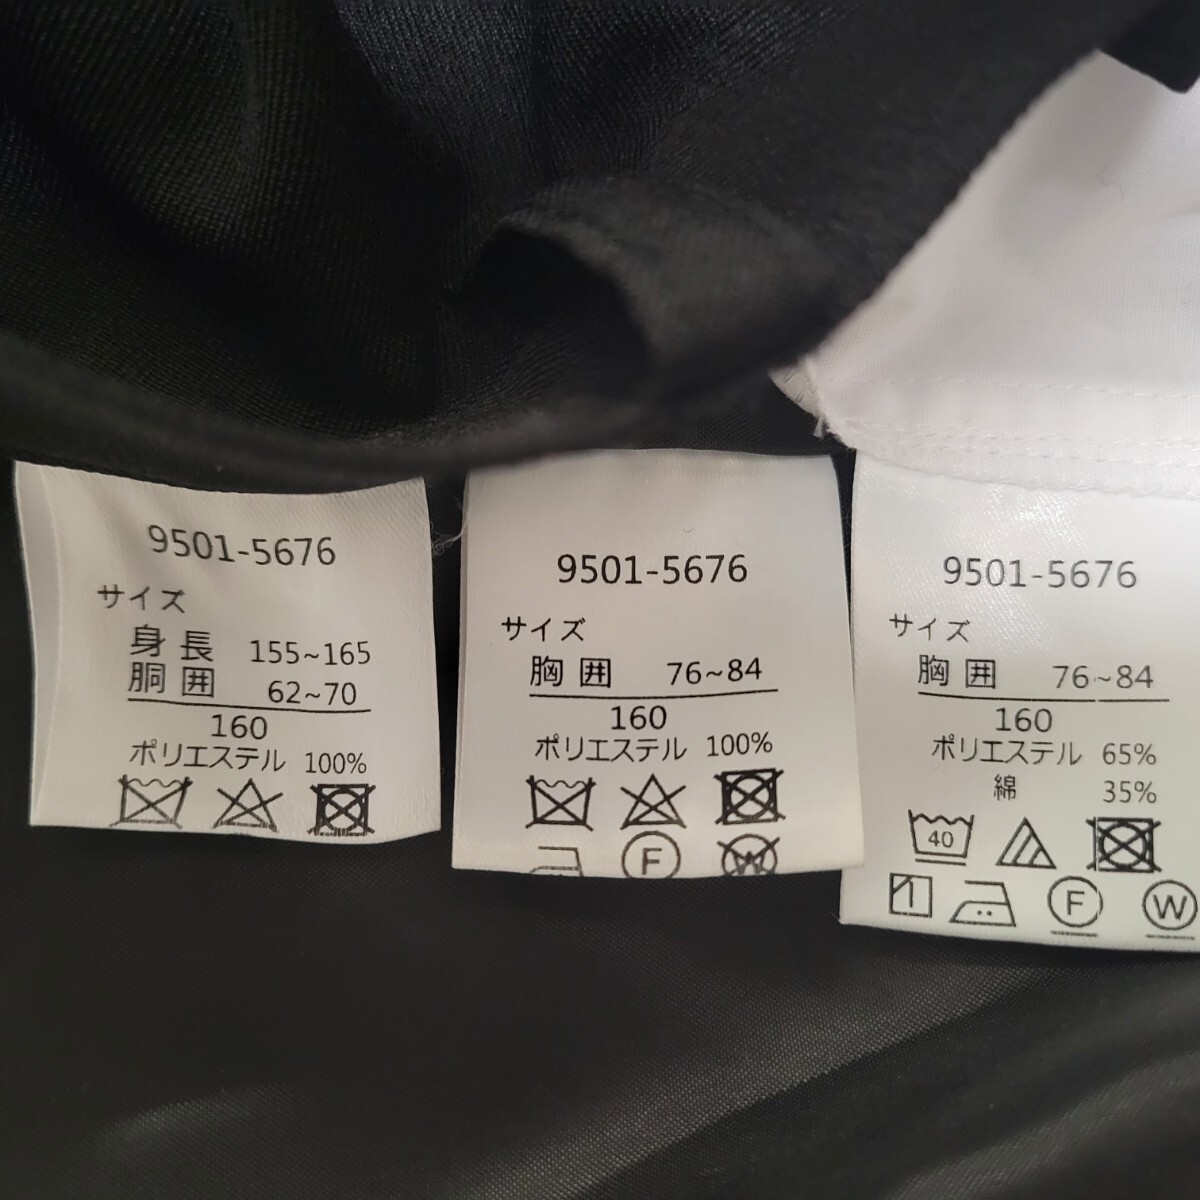 9501-5676
サイズ
身長 155~165
胴囲 62~70
160
ポリエステル 100%
9501-5676
サイズ
胸囲 76~84
160
ポリエステル 100%
F
W
9501-5676
サイズ
胸囲 76~84
160
ポリエステル 65%
綿 35%
40
F
W